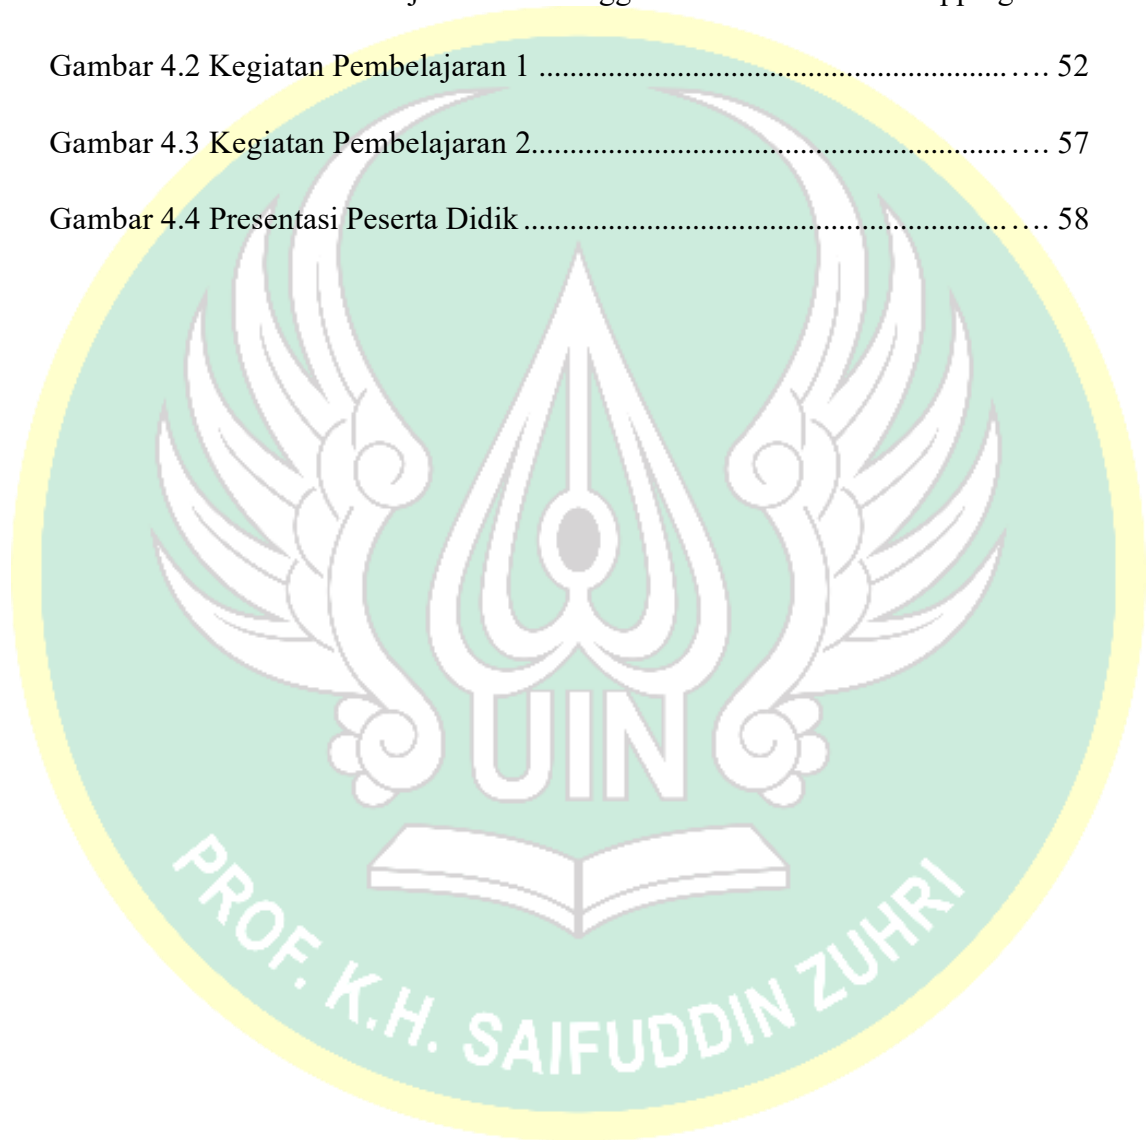 Gambar 4.2 Kegiatan Pembelajaran 1 ................................................................. 52
Gambar 4.3 Kegiatan Pembelajaran 2.................................................................. 57
Gambar 4.4 Presentasi Peserta Didik ................................................................... 58
UIN
PROF. K.H. SAIFUDDIN ZUHRI